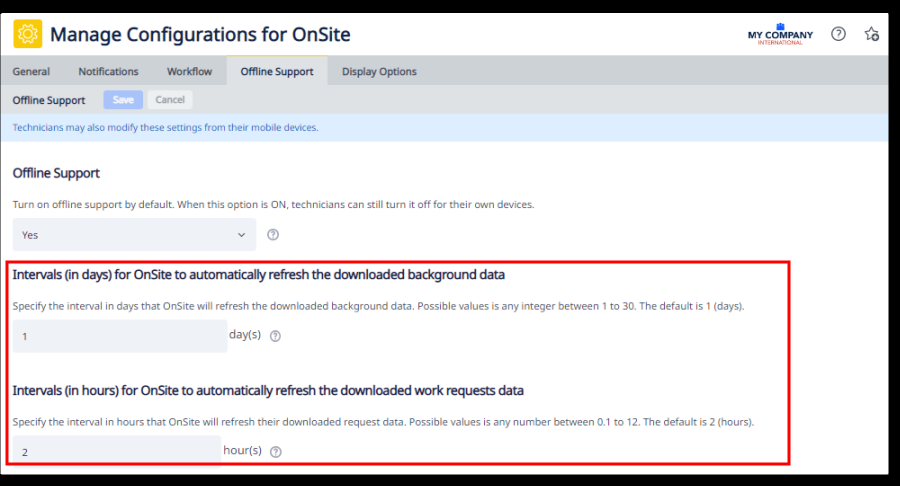 Manage Configurations for OnSite
MY COMPANY
INTERNATIONAL
General Notifications Workflow Offline Support Display Options
Offline Support Save Cancel
Technicians may also modify these settings from their mobile devices.
Offline Support
Turn on offline support by default. When this option is ON, technicians can still turn it off for their own devices.
Yes
Intervals (in days) for OnSite to automatically refresh the downloaded background data
Specify the interval in days that OnSite will refresh the downloaded background data. Possible values is any integer between 1 to 30. The default is 1 (days).
1 day(s)
Intervals (in hours) for OnSite to automatically refresh the downloaded work requests data
Specify the interval in hours that OnSite will refresh their downloaded request data. Possible values is any number between 0.1 to 12. The default is 2 (hours).
2 hour(s)